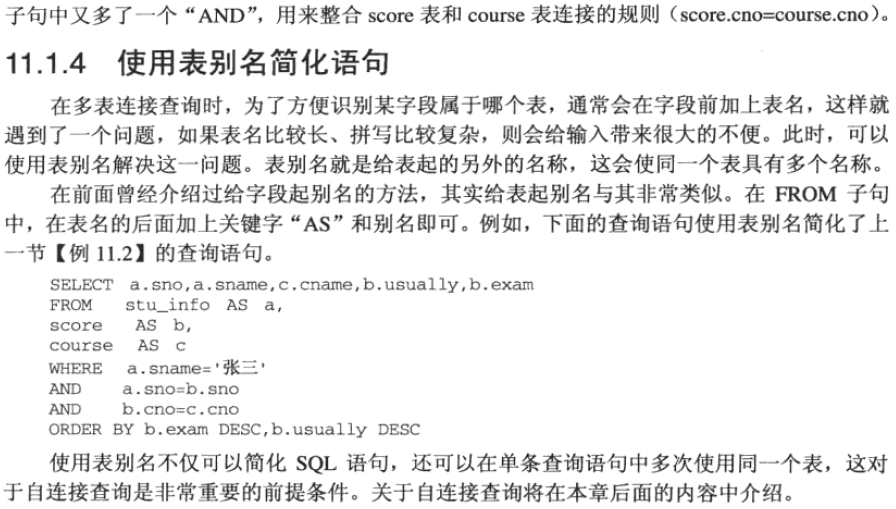 子句中又多了一个“AND”，用来整合 score 表和 course 表连接的规则（score.cno=course.cno）。
11.1.4 使用表别名简化语句
在多表连接查询时，为了方便识别某字段属于哪个表，通常会在字段前加上表名，这样就
遇到了一个问题，如果表名比较长、拼写比较复杂，则会给输入带来很大的不便。此时，可以
使用表别名解决这一问题。表别名就是给表起的另外的名称，这会使同一个表具有多个名称。
在前面曾经介绍过给字段起别名的方法，其实给表起别名与其非常类似。在 FROM 子句
中，在表名的后面加上关键字“AS”和别名即可。例如，下面的查询语句使用表别名简化了上
一节【例 11.2】的查询语句。
SELECT a.sno,a.sname,c.cname,b.usually,b.exam
FROM stu_info AS a,
score AS b,
course AS c
WHERE a.sname='张三'
AND a.sno=b.sno
AND b.cno=c.cno
ORDER BY b.exam DESC,b.usually DESC
使用表别名不仅可以简化 SQL 语句，还可以在单条查询语句中多次使用同一个表，这对
于自连接查询是非常重要的前提条件。关于自连接查询将在本章后面的内容中介绍。